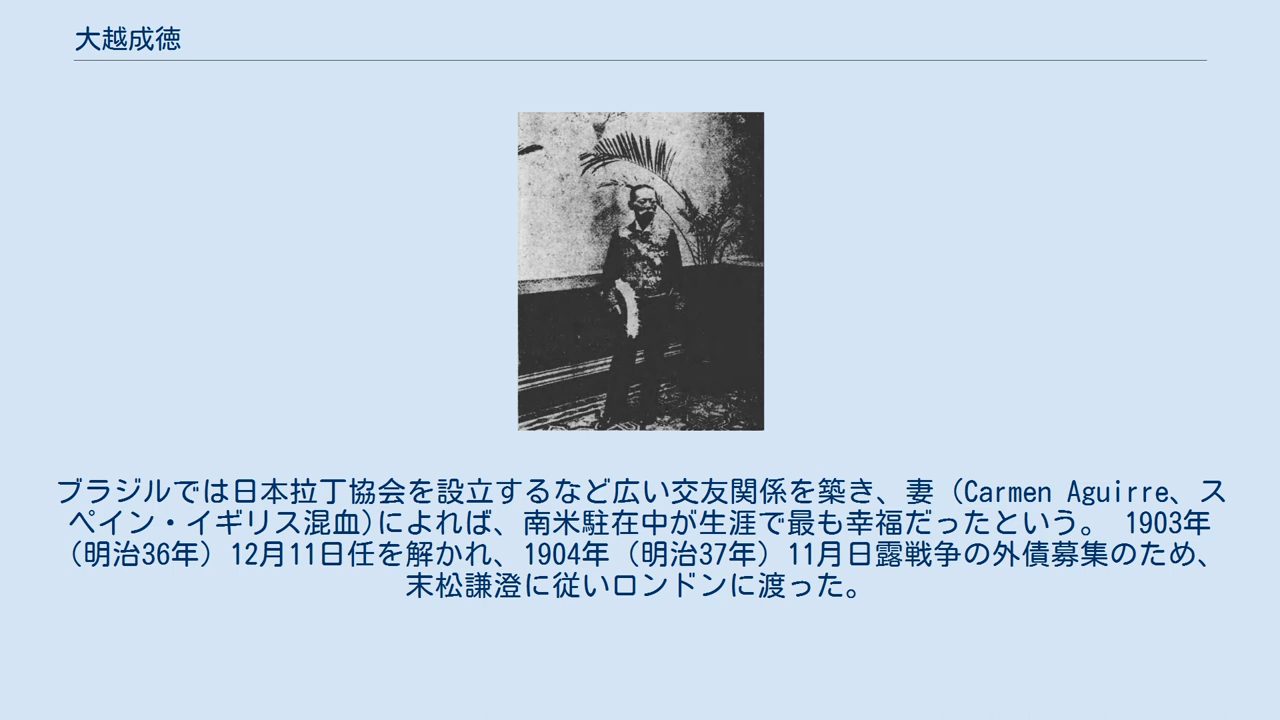 大越成徳
ブラジルでは日本拉丁協会を設立するなど広い交友関係を築き、妻（Carmen Aguirre、ス
ペイン・イギリス混血)によれば、南米駐在中が生涯で最も幸福だったという。 1903年
（明治36年）12月11日任を解かれ、1904年（明治37年）11月日露戦争の外債募集のため、
末松謙澄に従いロンドンに渡った。